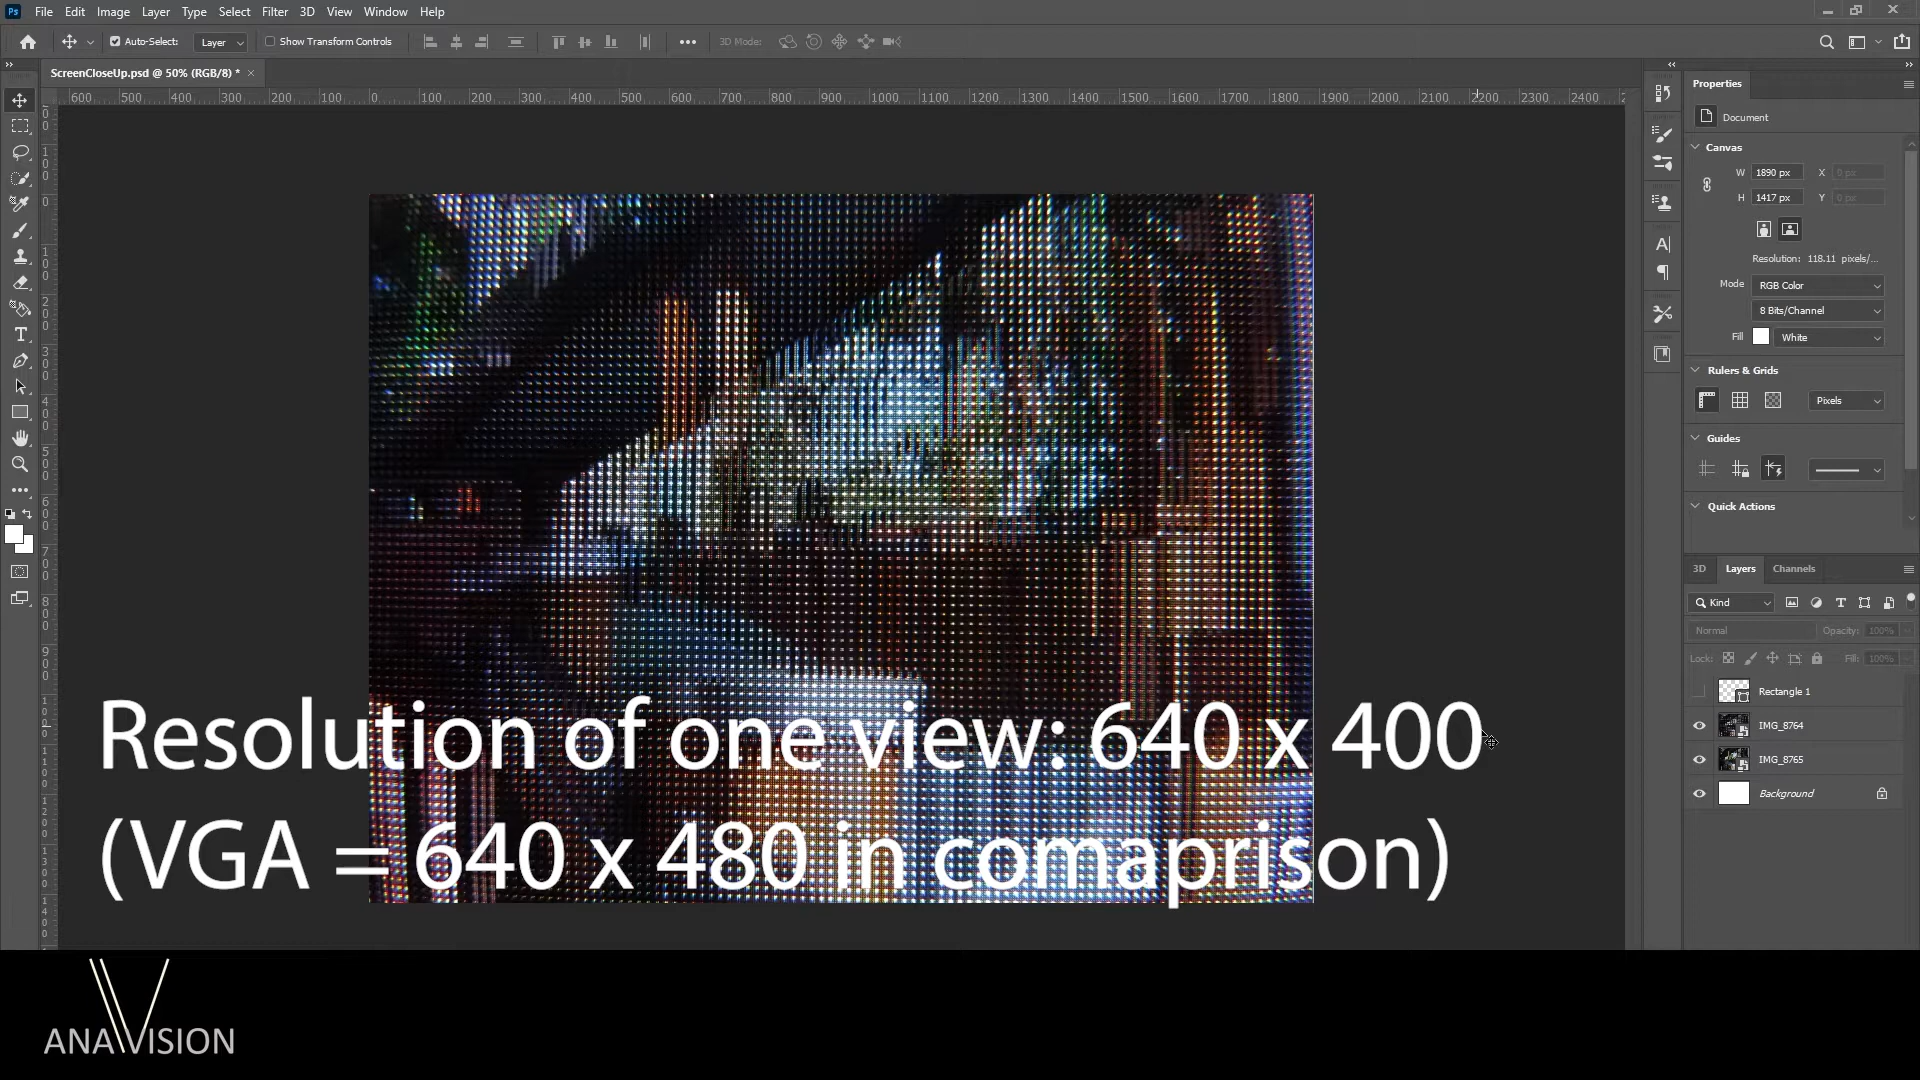 File Edit Image Layer Type Select Filter 3D View Window Help
Auto-Select: Layer Show Transform Controls 3D Mode:
ScreenCloseUp.psd @ 50% (RGB/8) *
600 500 400 300 200 100 0 100 200 300 400 500 600 700 800 900 1000 1100 1200 1300 1400 1500 1600 1700 1800 1900 2000 2100 2200 2300 2400
Properties
Document
Canvas
W 1890 px X 0 px
H 1417 px Y 0 px
Resolution: 118.11 pixels/...
Mode RGB Color
8 Bits/Channel
Fill White
Rulers & Grids
Pixels
Guides
Quick Actions
3D Layers Channels
Kind
Normal Opacity: 100%
Lock: Fill: 100%
Rectangle 1
IMG_8764
IMG_8765
Background
Resolution of one view: 640 x 400
(VGA = 640 x 480 in comaprison)
ANAVISION